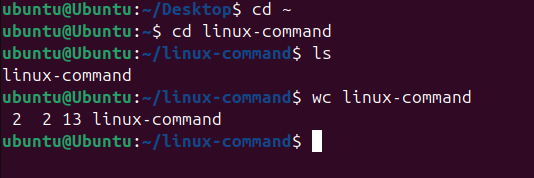 ubuntu@Ubuntu:~/Desktop$ cd ~
ubuntu@Ubuntu:~$ cd linux-command
ubuntu@Ubuntu:~/linux-command$ ls
linux-command
ubuntu@Ubuntu:~/linux-command$ wc linux-command
 2  2 13 linux-command
ubuntu@Ubuntu:~/linux-command$